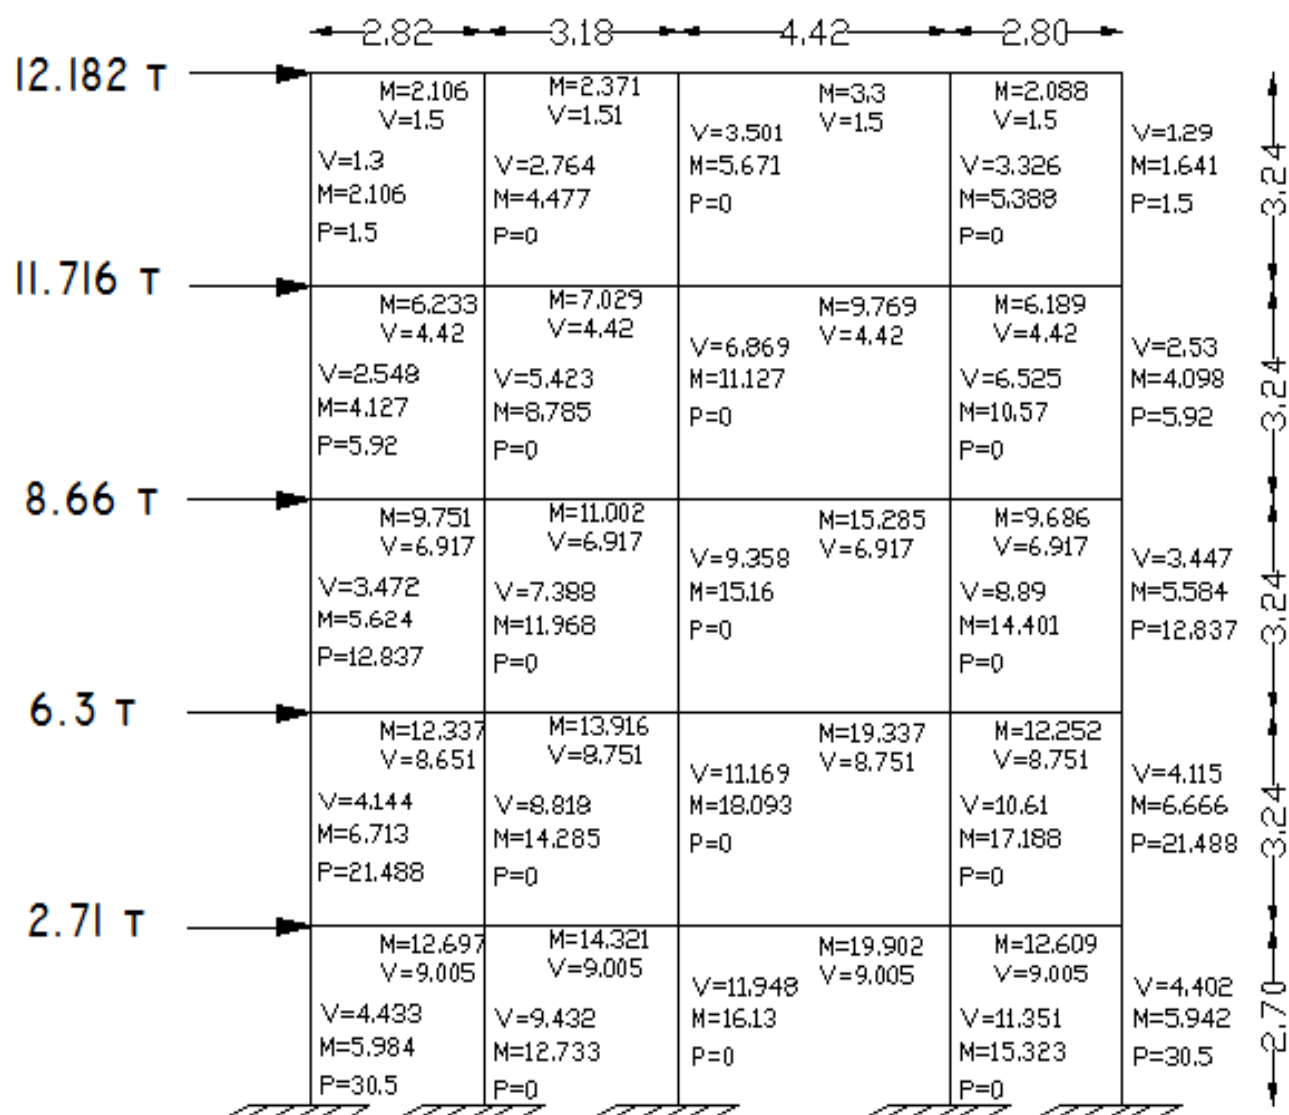 2.82 3.18 4.42 2.80
12.182 T
M=2.106
V=1.5
M=2.371
V=1.51
M=3.3
V=1.5
M=2.088
V=1.5
V=1.3
M=2.106
P=1.5
V=2.764
M=4.477
P=0
V=3.501
M=5.671
P=0
V=3.326
M=5.388
P=0
V=1.29
M=1.641
P=1.5
3.24
11.716 T
M=6.233
V=4.42
M=7.029
V=4.42
M=9.769
V=4.42
M=6.189
V=4.42
V=2.548
M=4.127
P=5.92
V=5.423
M=8.785
P=0
V=6.869
M=11.127
P=0
V=6.525
M=10.57
P=0
V=2.53
M=4.098
P=5.92
3.24
8.66 T
M=9.751
V=6.917
M=11.002
V=6.917
M=15.285
V=6.917
M=9.686
V=6.917
V=3.472
M=5.624
P=12.837
V=7.388
M=11.968
P=0
V=9.358
M=15.16
P=0
V=8.89
M=14.401
P=0
V=3.447
M=5.584
P=12.837
3.24
6.3 T
M=12.337
V=8.651
M=13.916
V=8.751
M=19.337
V=8.751
M=12.252
V=8.751
V=4.144
M=6.713
P=21.488
V=8.818
M=14.285
P=0
V=11.169
M=18.093
P=0
V=10.61
M=17.188
P=0
V=4.115
M=6.666
P=21.488
3.24
2.71 T
M=12.697
V=9.005
M=14.321
V=9.005
M=19.902
V=9.005
M=12.609
V=9.005
V=4.433
M=5.984
P=30.5
V=9.432
M=12.733
P=0
V=11.948
M=16.13
P=0
V=11.351
M=15.323
P=0
V=4.402
M=5.942
P=30.5
2.70